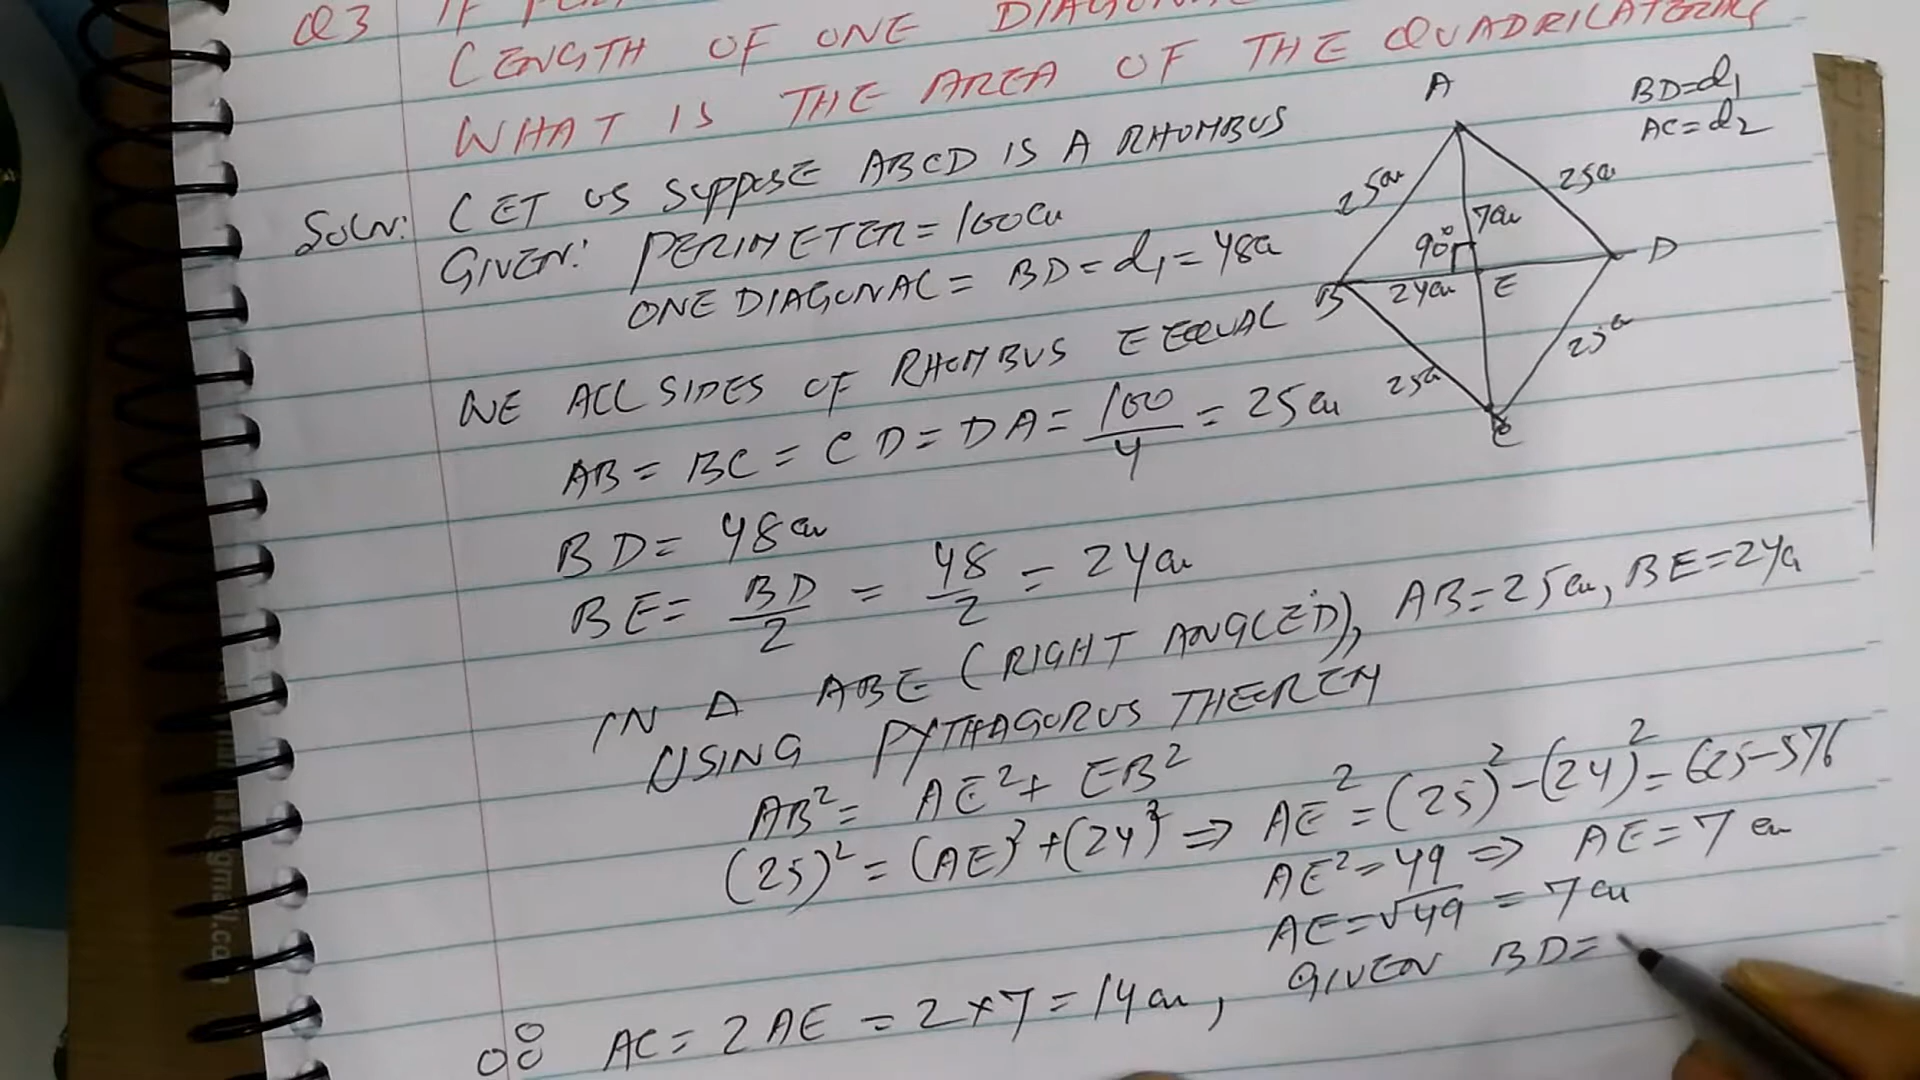 Q3 IF
LENGTH OF ONE DIAGONAL
WHAT IS THE AREA OF THE QUADRILATERAL
SOLN: LET US SUPPOSE ABCD IS A RHOMBUS
GIVEN: PERIMETER = 100cm
ONE DIAGONAL = BD = d1 = 48cm
WE ALL SIDES OF RHOMBUS E EQUAL
AB = BC = CD = DA = 100/4 = 25cm
BD = 48cm
BE = BD/2 = 48/2 = 24cm
IN Δ ABE (RIGHT ANGLED), AB = 25cm, BE = 24cm
USING PYTHAGORUS THEOREM
AB² = AE² + EB²
(25)² = (AE)² + (24)² ⇒ AE² = (25)² - (24)² = 625 - 576
AE² = 49 ⇒ AE = 7cm
AE = √49 = 7cm
∴ AC = 2AE = 2×7 = 14cm, GIVEN BD =
BD = d1
AC = d2
A
25cm
25cm
7cm
90°
D
B
24cm
E
25cm
25cm
C